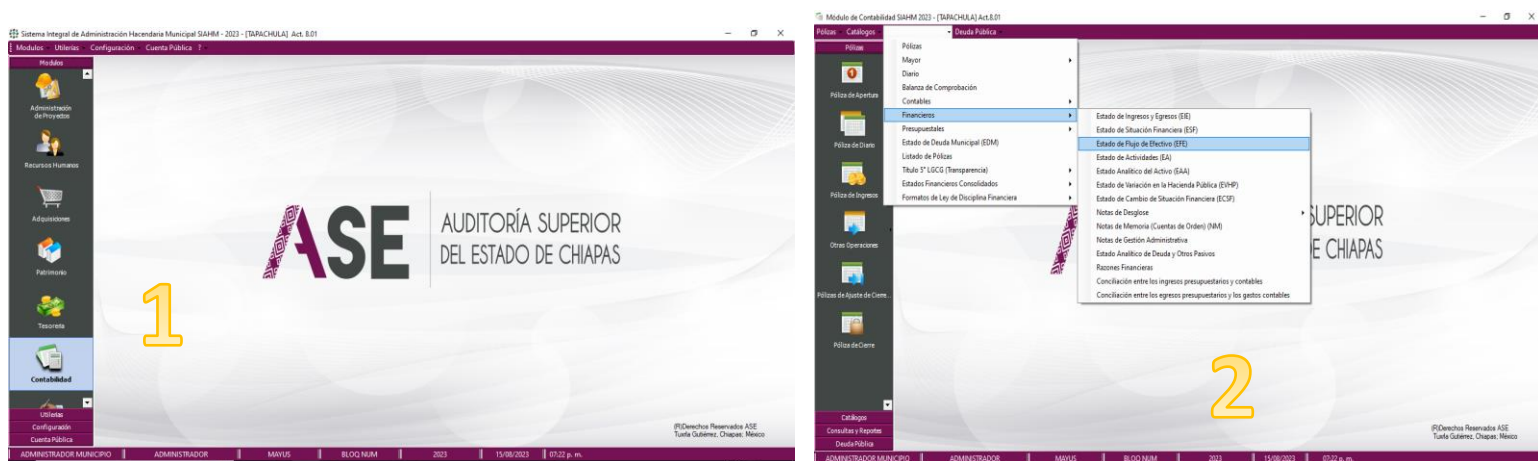 Sistema Integral de Administración Hacendaria Municipal SIAHM - 2023 - [TAPACHULA] Act. 8.01
Modulos Utilerias Configuración Cuenta Pública ?
Modulos
Administración
de Proyectos
Recursos Humanos
Adquisiciones
Patrimonio
Tesoreria
Contabilidad
Utilerias
Configuración
Cuenta Pública
ASE
AUDITORÍA SUPERIOR
DEL ESTADO DE CHIAPAS
1
(R)Derechos Reservados ASE
Tuxtla Gutiérrez, Chiapas; México
ADMINISTRADOR MUNICIPIO ADMINISTRADOR MAYUS BLOQ NUM 2023 15/08/2023 07:22 p. m.
Módulo de Contabilidad SIAHM 2023 - [TAPACHULA] Act.8.01
Pólizas Catálogos Deuda Pública
Pólizas
Póliza de Apertura
Póliza de Diario
Póliza de Ingresos
Otras Operaciones
Pólizas de Ajuste de Cierre...
Póliza de Cierre
Catálogos
Consultas y Reportes
Deuda Pública
Pólizas
Mayor
Diario
Balanza de Comprobación
Contables
Financieros
Presupuestales
Estado de Deuda Municipal (EDM)
Listado de Pólizas
Título 5° LGCG (Transparencia)
Estados Financieros Consolidados
Formatos de Ley de Disciplina Financiera
Estado de Ingresos y Egresos (EIE)
Estado de Situación Financiera (ESF)
Estado de Flujo de Efectivo (EFE)
Estado de Actividades (EA)
Estado Analítico del Activo (EAA)
Estado de Variación en la Hacienda Pública (EVHP)
Estado de Cambio de Situación Financiera (ECSF)
Notas de Desglose
Notas de Memoria (Cuentas de Orden) (NM)
Notas de Gestión Administrativa
Estado Analítico de Deuda y Otros Pasivos
Razones Financieras
Conciliación entre los ingresos presupuestarios y contables
Conciliación entre los egresos presupuestarios y los gastos contables
SUPERIOR
E CHIAPAS
2
(R)Derechos Reservados ASE
Tuxtla Gutiérrez, Chiapas; México
ADMINISTRADOR MUNICIPIO ADMINISTRADOR MAYUS BLOQ NUM 2023 15/08/2023 07:22 p. m.